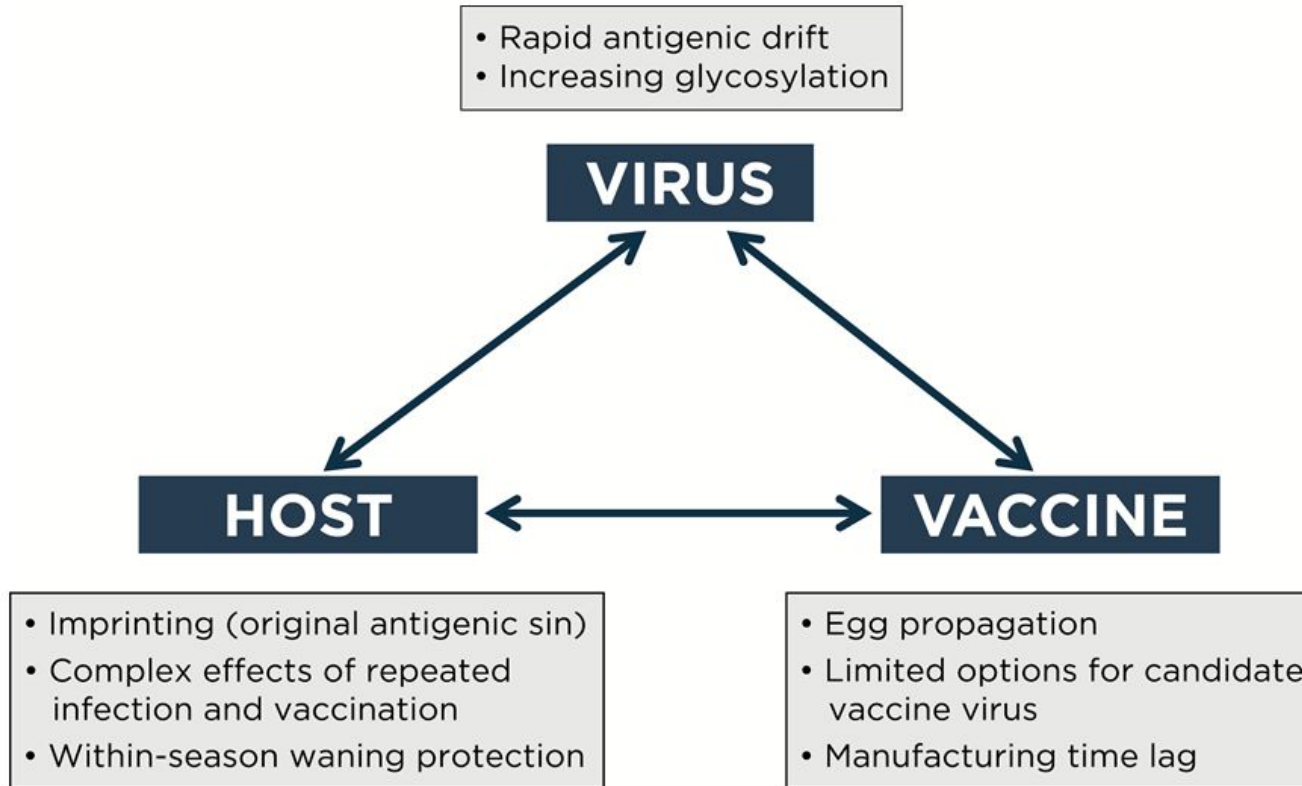 • Rapid antigenic drift
• Increasing glycosylation
VIRUS
HOST
VACCINE
• Imprinting (original antigenic sin)
• Complex effects of repeated
infection and vaccination
• Within-season waning protection
• Egg propagation
• Limited options for candidate
vaccine virus
• Manufacturing time lag